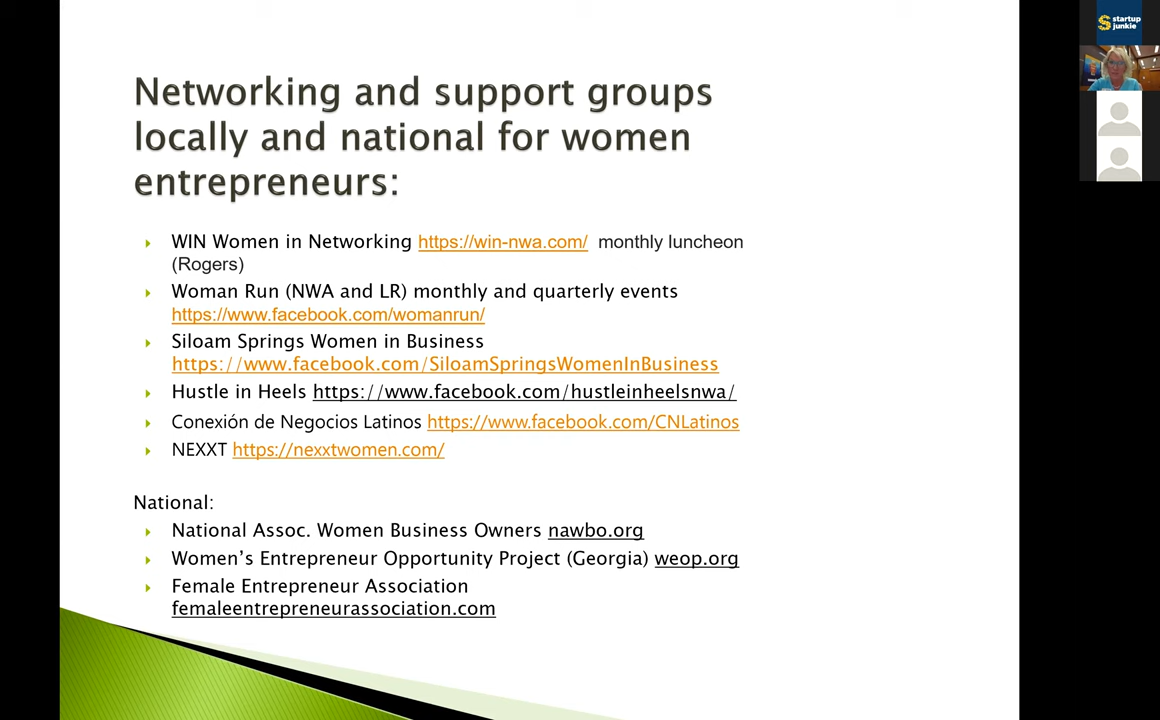 Networking and support groups
locally and national for women
entrepreneurs:
WIN Women in Networking https://win-nwa.com/ monthly luncheon
(Rogers)
Woman Run (NWA and LR) monthly and quarterly events
https://www.facebook.com/womanrun/
Siloam Springs Women in Business
https://www.facebook.com/SiloamSpringsWomenInBusiness
Hustle in Heels https://www.facebook.com/hustleinheelsnwa/
Conexión de Negocios Latinos https://www.facebook.com/CNLatinos
NEXXT https://nexxtwomen.com/
National:
National Assoc. Women Business Owners nawbo.org
Women’s Entrepreneur Opportunity Project (Georgia) weop.org
Female Entrepreneur Association
femaleentrepreneurassociation.com
startup
junkie